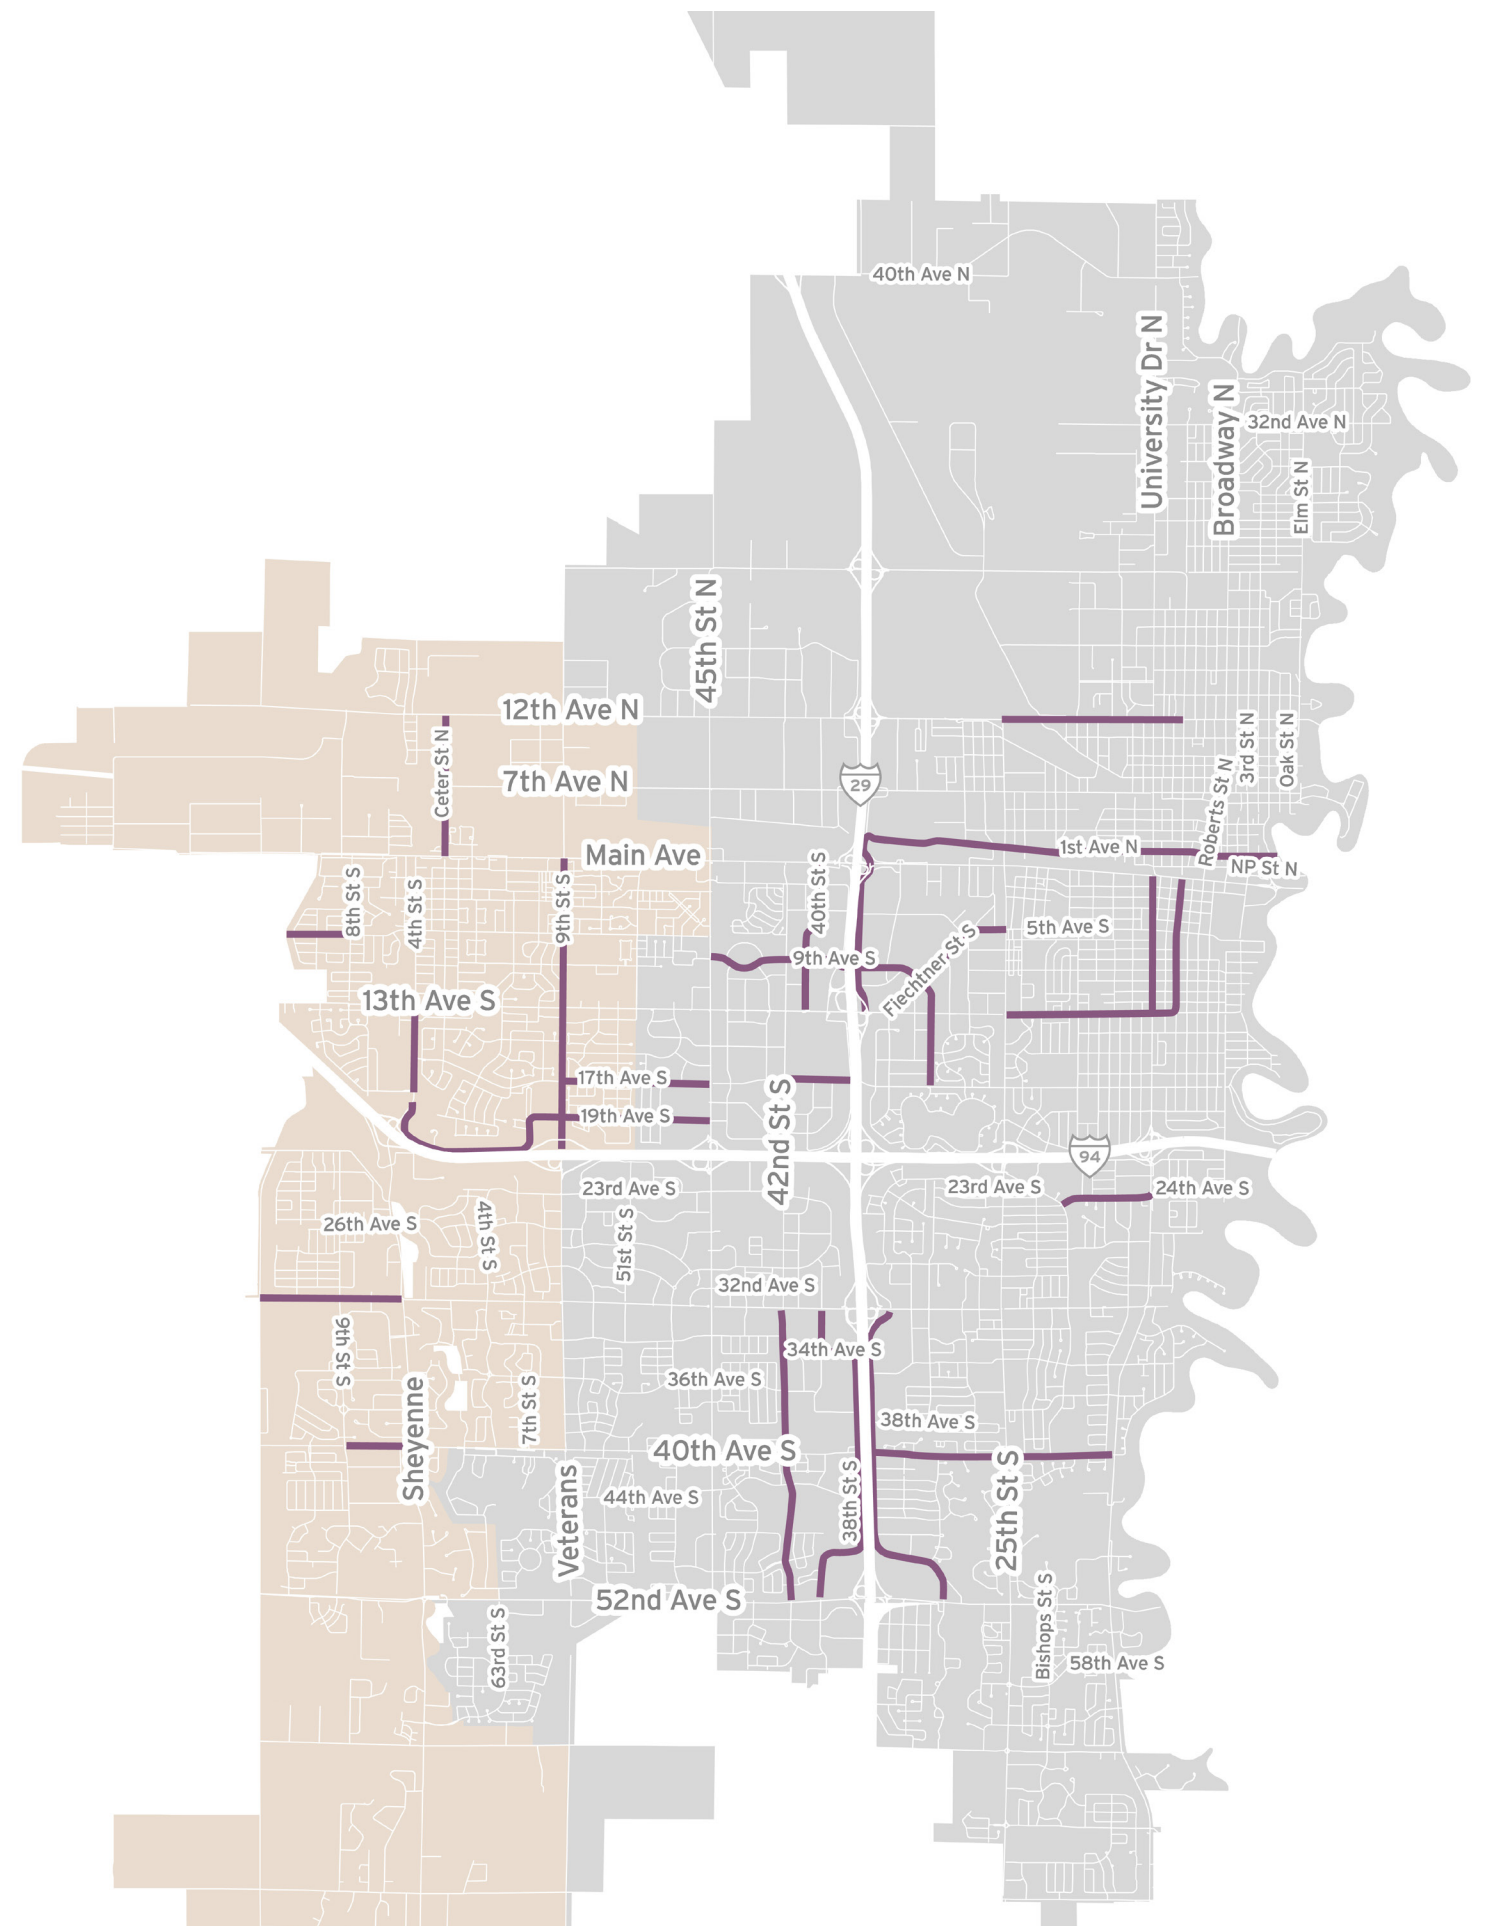 40th Ave N
University Dr N
Broadway N
32nd Ave N
Elm St N
45th St N
12th Ave N
7th Ave N
Ceter St N
29
3rd St N
Oak St N
Roberts St N
1st Ave N
NP St N
Main Ave
8th St S
4th St S
9th St S
40th St S
5th Ave S
9th Ave S
Fiechtner St S
13th Ave S
17th Ave S
19th Ave S
42nd St S
94
23rd Ave S
23rd Ave S
24th Ave S
26th Ave S
4th St S
51st St S
32nd Ave S
9th St S
34th Ave S
36th Ave S
7th St S
Sheyenne
38th Ave S
40th Ave S
25th St S
38th St S
44th Ave S
Veterans
52nd Ave S
63rd St S
Bishops St S
58th Ave S